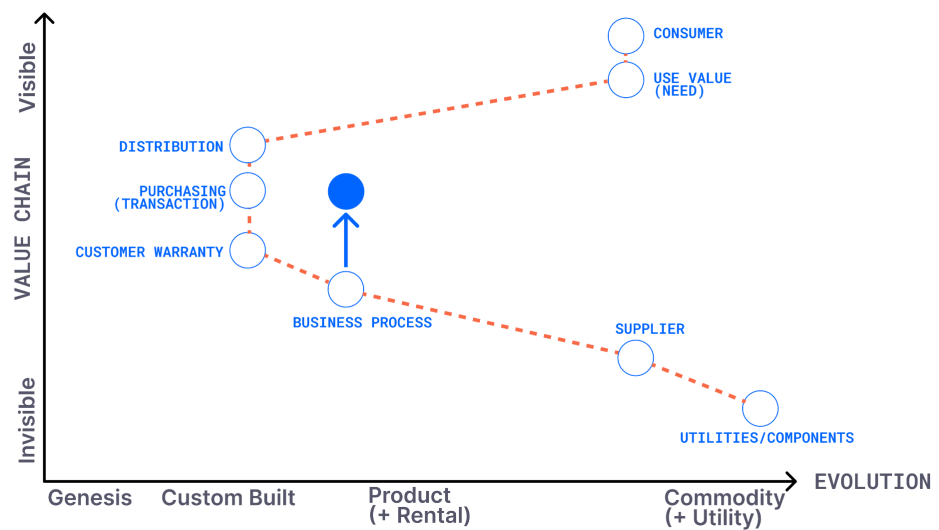 CONSUMER
USE VALUE
(NEED)
Visible
DISTRIBUTION
PURCHASING
(TRANSACTION)
VALUE CHAIN
CUSTOMER WARRANTY
BUSINESS PROCESS
SUPPLIER
Invisible
UTILITIES/COMPONENTS
EVOLUTION
Genesis
Custom Built
Product
(+ Rental)
Commodity
(+ Utility)